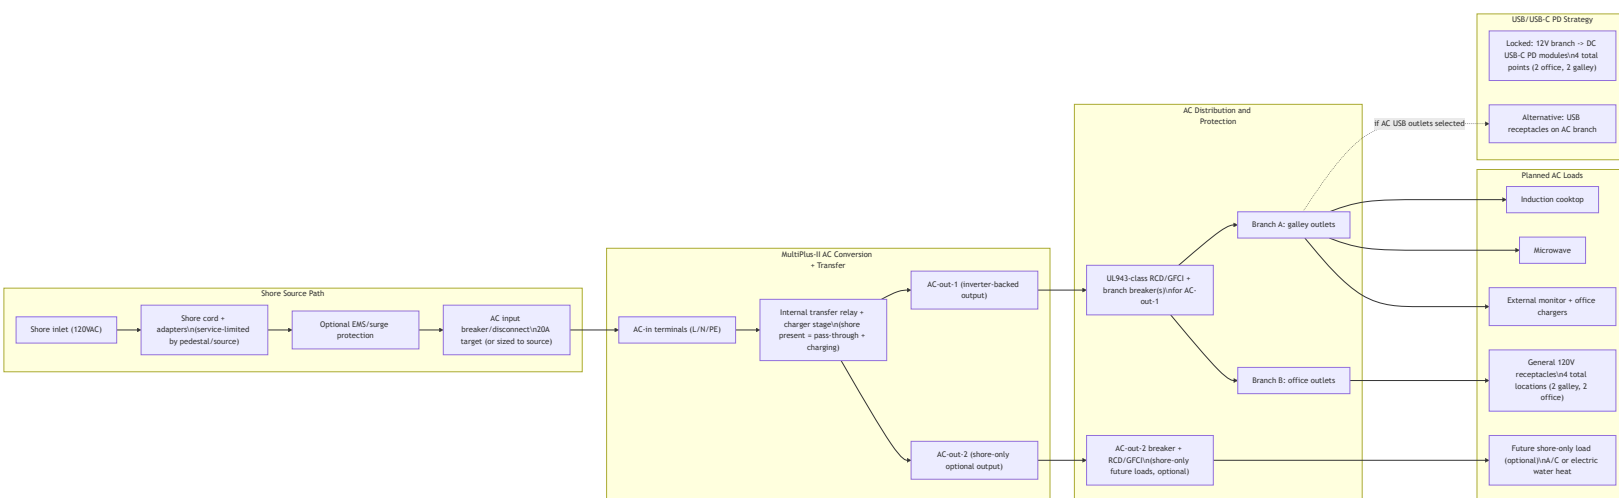 Shore Source Path
Shore inlet (120VAC)
Shore cord +
adapters\n(service-limited
by pedestal/source)
Optional EMS/surge
protection
AC input
breaker/disconnect\n20A
target (or sized to source)
MultiPlus-II AC Conversion
+ Transfer
AC-in terminals (L/N/PE)
Internal transfer relay +
charger stage\n(shore
present = pass-through +
charging)
AC-out-1 (inverter-backed
output)
AC-out-2 (shore-only
optional output)
AC Distribution and
Protection
UL943-class RCD/GFCI +
branch breaker(s)\nfor AC-
out-1
Branch A: galley outlets
Branch B: office outlets
AC-out-2 breaker +
RCD/GFCI\n(shore-only
future loads, optional)
if AC USB outlets selected
USB/USB-C PD Strategy
Locked: 12V branch -> DC
USB-C PD modules\n4 total
points (2 office, 2 galley)
Alternative: USB
receptacles on AC branch
Planned AC Loads
Induction cooktop
Microwave
External monitor + office
chargers
General 120V
receptacles\n4 total
locations (2 galley, 2
office)
Future shore-only load
(optional)\nA/C or electric
water heat